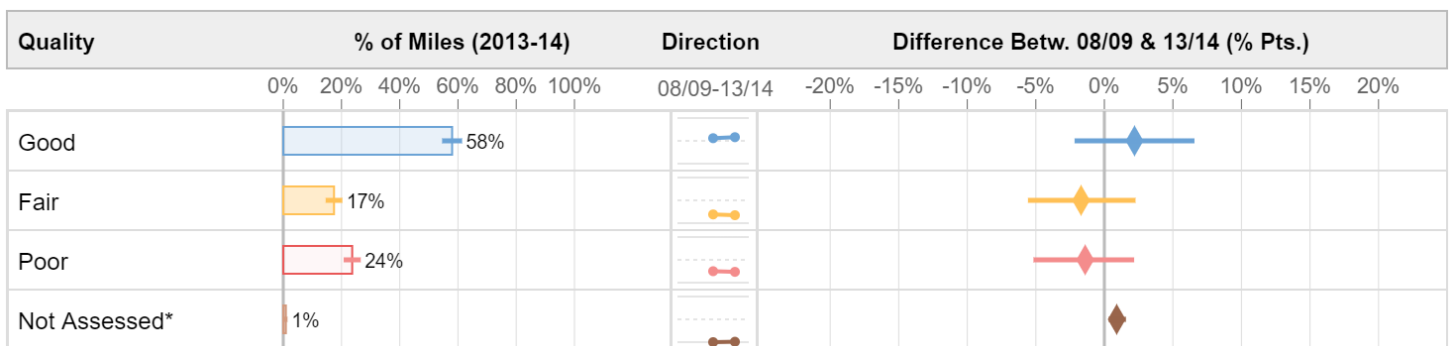 Quality % of Miles (2013-14) Direction Difference Betw. 08/09 & 13/14 (% Pts.)
0% 20% 40% 60% 80% 100% 08/09-13/14 -20% -15% -10% -5% 0% 5% 10% 15% 20%
Good 58%
Fair 17%
Poor 24%
Not Assessed* 1%